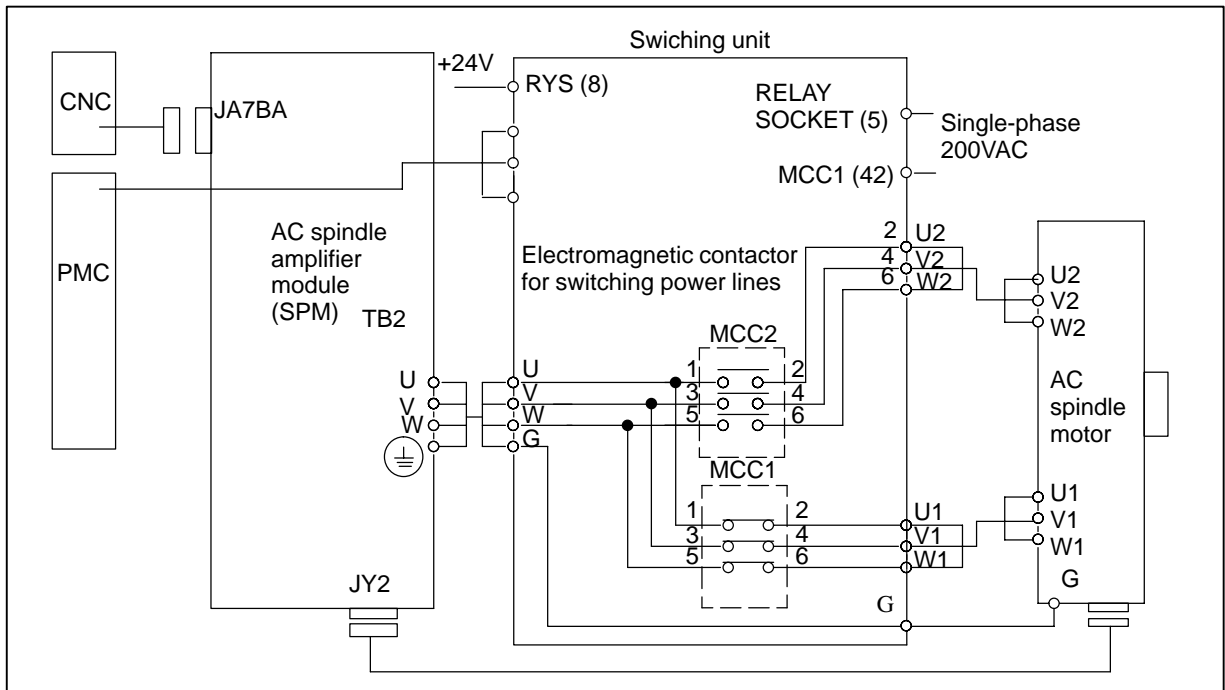 Swiching unit
+24V
RYS (8)
CNC
JA7BA
RELAY
SOCKET (5)
Single-phase
200VAC
MCC1 (42)
PMC
AC spindle
amplifier
module
(SPM)
TB2
Electromagnetic contactor
for switching power lines
2 U2
4 V2
6 W2
U2
V2
W2
MCC2
U U 1 2
V V 3 4
W W 5 6
G
AC
spindle
motor
MCC1
1 2 U1
3 4 V1
5 6 W1
U1
V1
W1
G
G
JY2